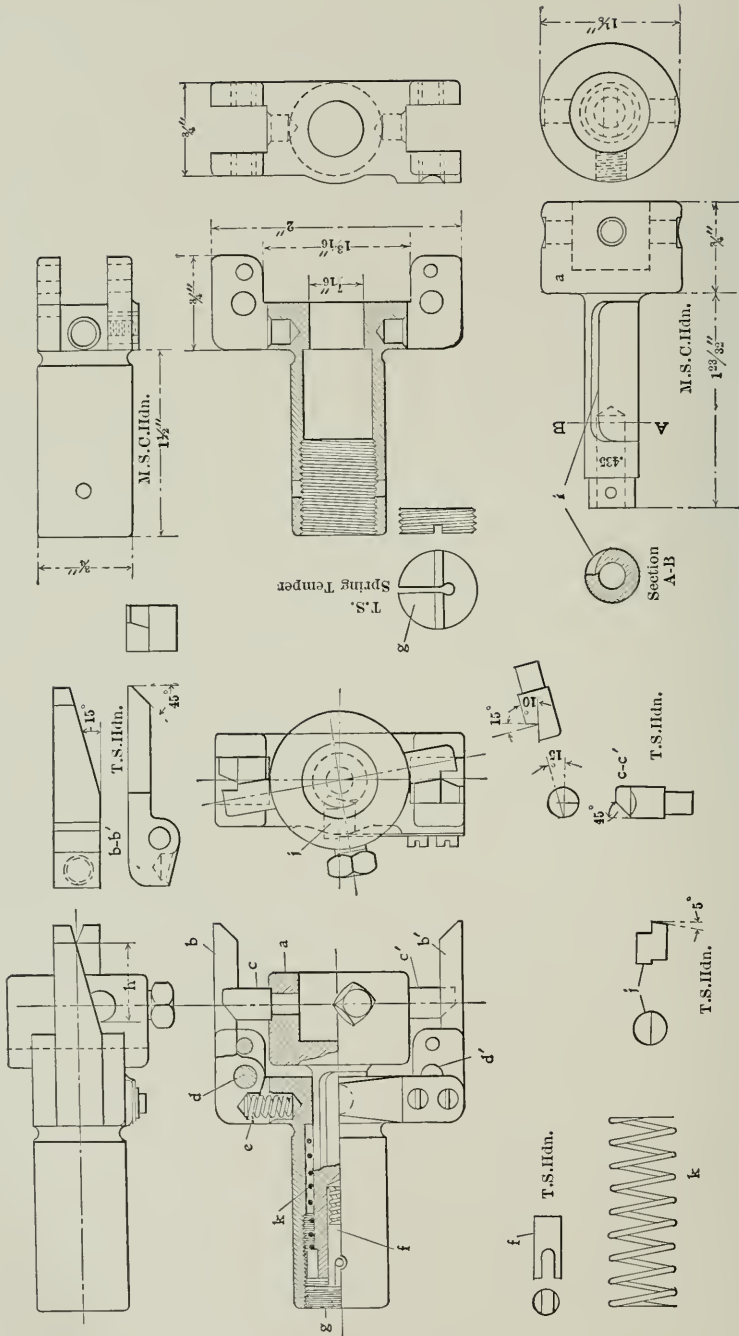 h
b-b'
15°
T.S.Hdn.
45°
¾"
M.S.C.Hdn.
1½"
¾"
b
c
a
c'
b'
d
e
d'
k
f
g
j
¾"
2"
1 3/16"
7/16"
T.S.
Spring Temper
g
f
T.S.Hdn.
k
j
5°
T.S.Hdn.
15°
10°
15°
45°
c-c'
T.S.Hdn.
Section
A-B
i
B
A
.435
a
M.S.C.Hdn.
1 23/32"
¾"
1⅛"